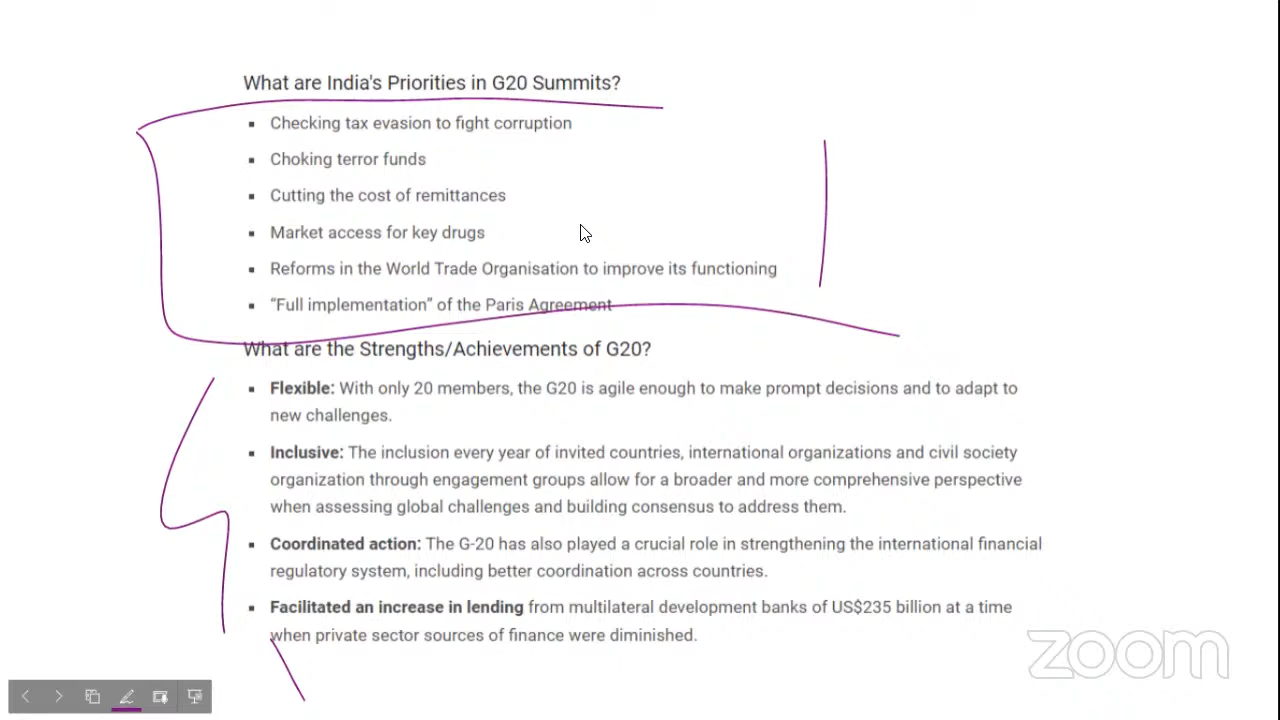 What are India's Priorities in G20 Summits?
▪ Checking tax evasion to fight corruption
▪ Choking terror funds
▪ Cutting the cost of remittances
▪ Market access for key drugs
▪ Reforms in the World Trade Organisation to improve its functioning
▪ “Full implementation” of the Paris Agreement
What are the Strengths/Achievements of G20?
▪ Flexible: With only 20 members, the G20 is agile enough to make prompt decisions and to adapt to
new challenges.
▪ Inclusive: The inclusion every year of invited countries, international organizations and civil society
organization through engagement groups allow for a broader and more comprehensive perspective
when assessing global challenges and building consensus to address them.
▪ Coordinated action: The G-20 has also played a crucial role in strengthening the international financial
regulatory system, including better coordination across countries.
▪ Facilitated an increase in lending from multilateral development banks of US$235 billion at a time
when private sector sources of finance were diminished.
zoom